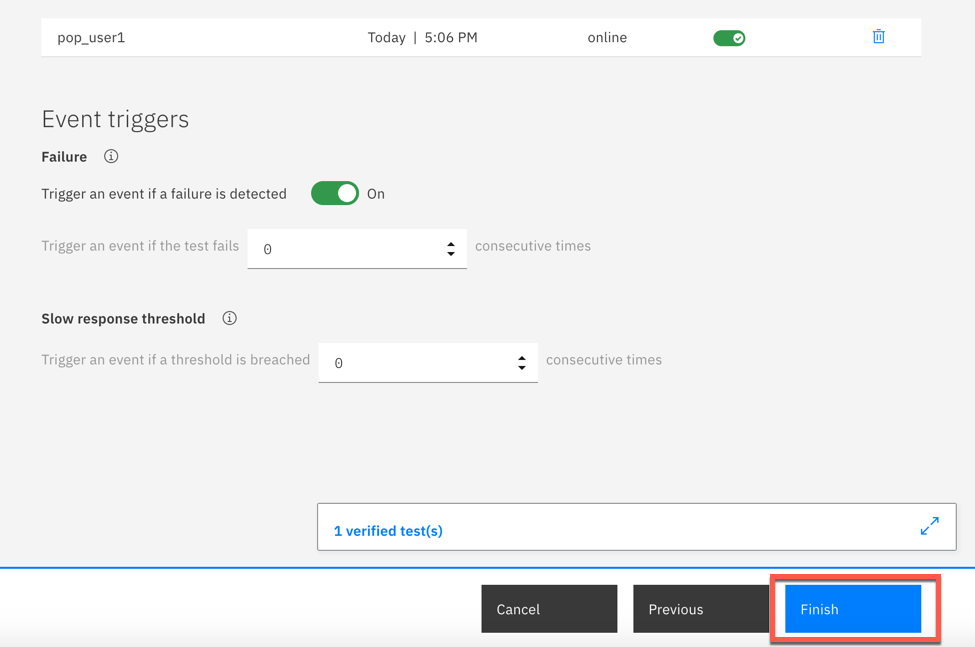 pop_user1 Today | 5:06 PM online
Event triggers
Failure
Trigger an event if a failure is detected On
Trigger an event if the test fails 0 consecutive times
Slow response threshold
Trigger an event if a threshold is breached 0 consecutive times
1 verified test(s)
Cancel Previous Finish